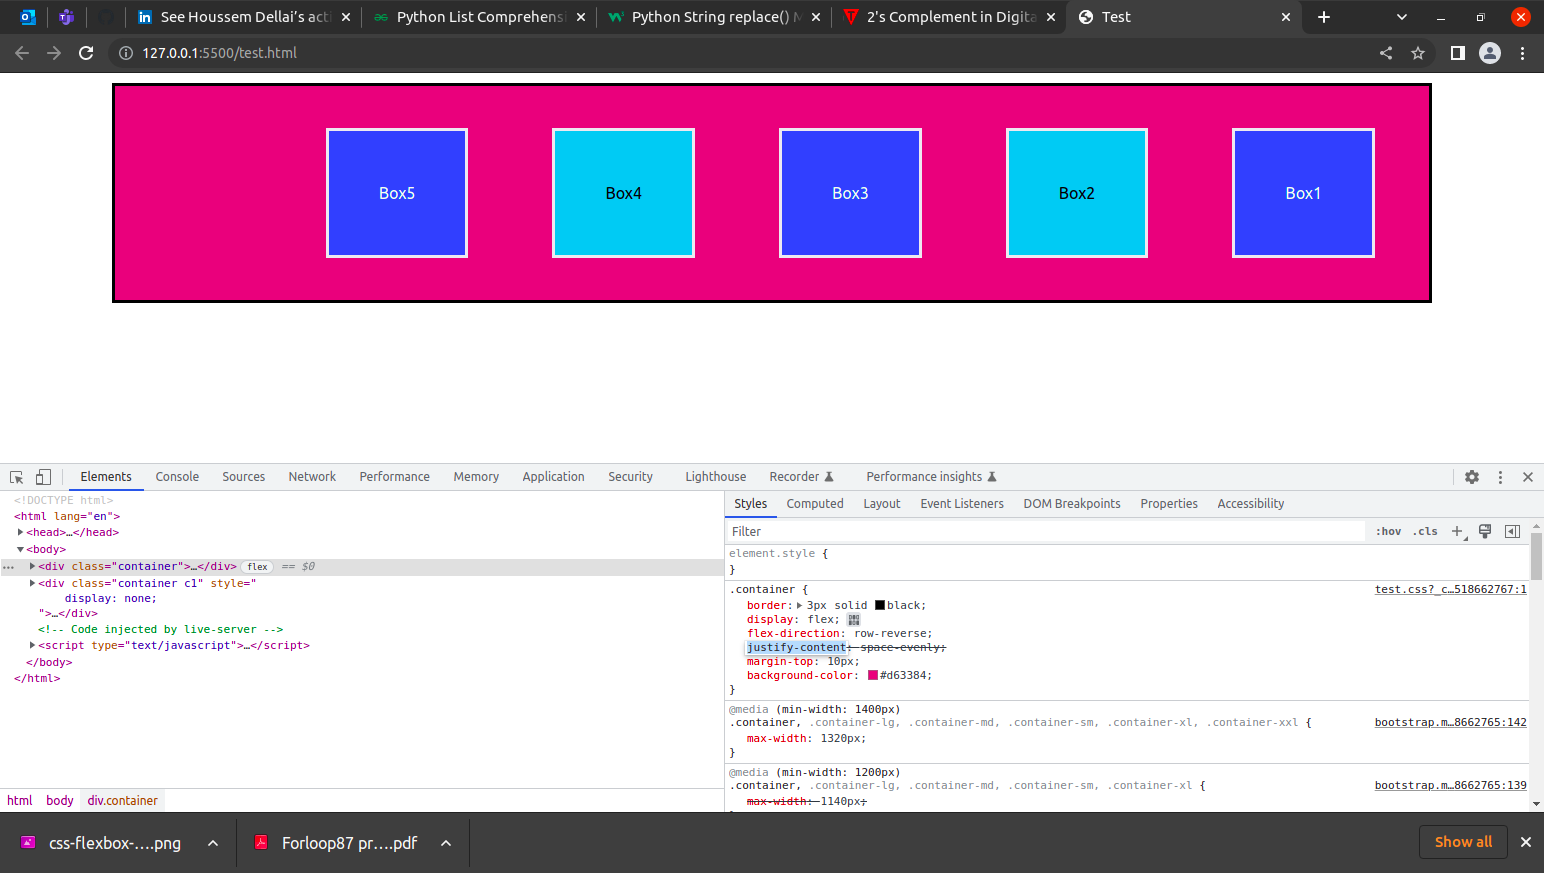 See Houssem Dellai's acti
Python List Comprehensi
Python String replace() M
2's Complement in Digita
Test
127.0.0.1:5500/test.html
Box5
Box4
Box3
Box2
Box1
Elements Console Sources Network Performance Memory Application Security Lighthouse Recorder Performance insights
<!DOCTYPE html>
<html lang="en">
<head>…</head>
<body>
<div class="container">…</div> flex == $0
<div class="container c1" style="
display: none;
">…</div>
<!-- Code injected by live-server -->
<script type="text/javascript">…</script>
</body>
</html>
html body div.container
Styles Computed Layout Event Listeners DOM Breakpoints Properties Accessibility
Filter :hov .cls
element.style {
}
.container { test.css?_c…518662767:1
border: 3px solid black;
display: flex;
flex-direction: row-reverse;
justify-content: space-evenly;
margin-top: 10px;
background-color: #d63384;
}
@media (min-width: 1400px)
.container, .container-lg, .container-md, .container-sm, .container-xl, .container-xxl { bootstrap.m…8662765:142
max-width: 1320px;
}
@media (min-width: 1200px)
.container, .container-lg, .container-md, .container-sm, .container-xl { bootstrap.m…8662765:139
max-width: 1140px;
css-flexbox-….png
Forloop87 pr….pdf
Show all